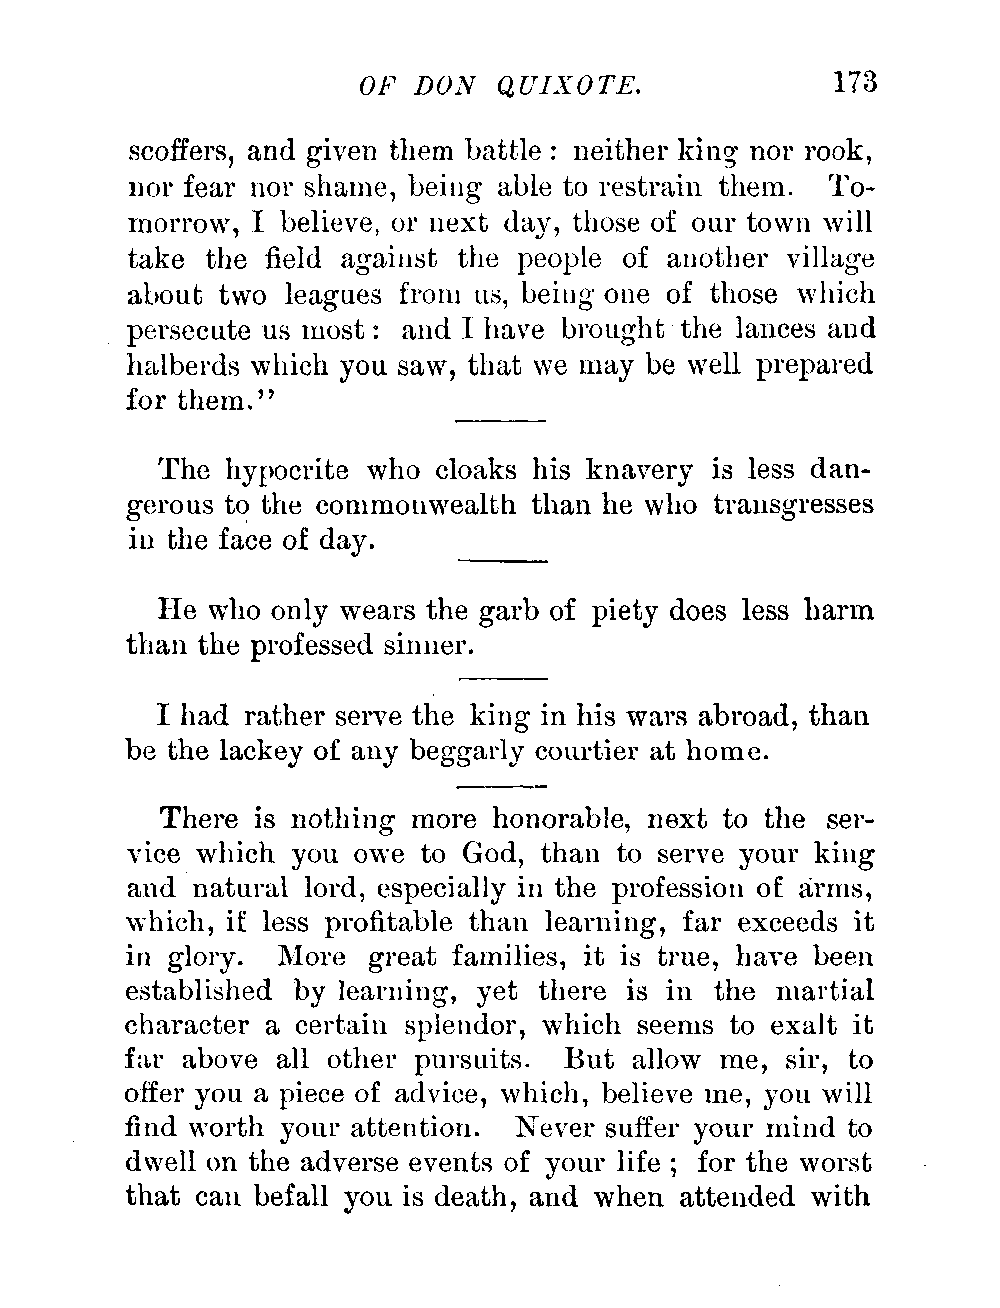 OF DON QUIXOTE. 173
scoffers, and given them battle : neither king nor rook,
nor fear nor shame, being able to restrain them. To-
morrow, I believe, or next day, those of our town will
take the field against the people of another village
about two leagues from us, being one of those which
persecute us most : and I have brought the lances and
halberds which you saw, that we may be well prepared
for them."
The hypocrite who cloaks his knavery is less dan-
gerous to the commonwealth than he who transgresses
in the face of day.
He who only wears the garb of piety does less harm
than the professed sinner.
I had rather serve the king in his wars abroad, than
be the lackey of any beggarly courtier at home.
There is nothing more honorable, next to the ser-
vice which you owe to God, than to serve your king
and natural lord, especially in the profession of arms,
which, if less profitable than learning, far exceeds it
in glory. More great families, it is true, have been
established by learning, yet there is in the martial
character a certain splendor, which seems to exalt it
far above all other pursuits. But allow me, sir, to
offer you a piece of advice, which, believe me, you will
find worth your attention. Never suffer your mind to
dwell on the adverse events of your life ; for the worst
that can befall you is death, and when attended with